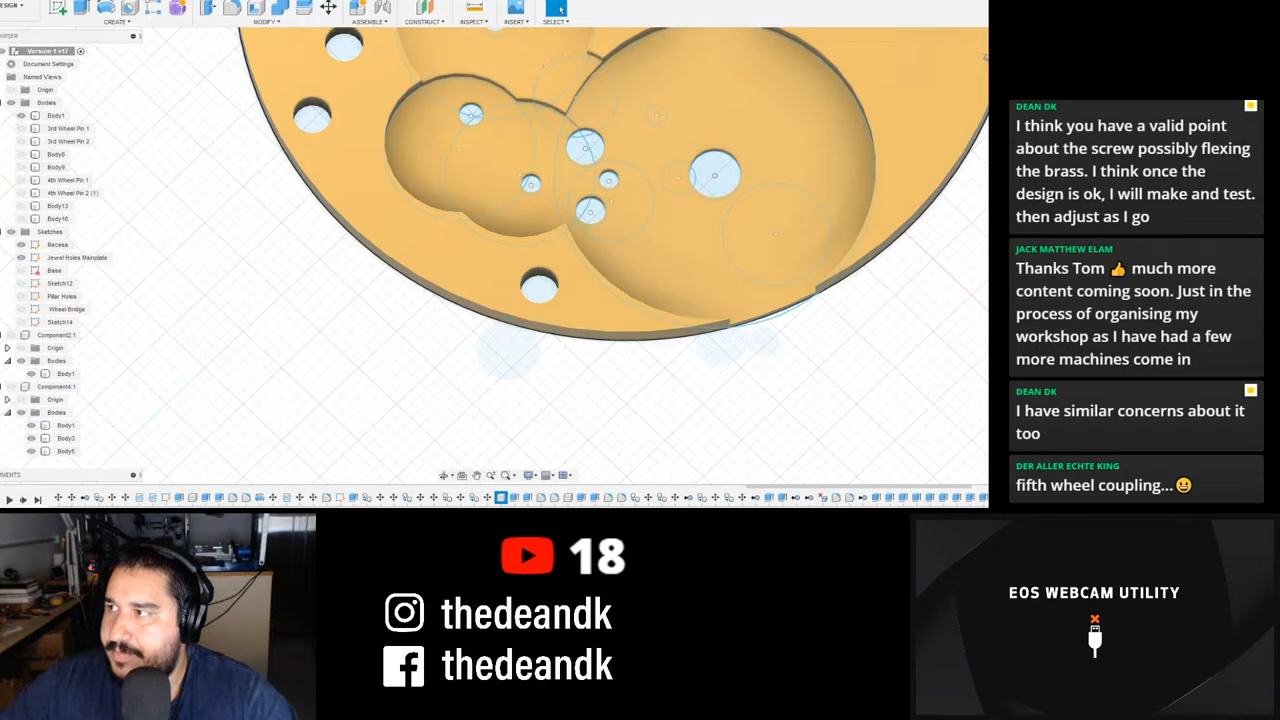 ESIGN
CREATE
MODIFY
ASSEMBLE
CONSTRUCT
INSPECT
INSERT
SELECT
OWSER
Version 1 v17
Document Settings
Named Views
Origin
Bodies
Body1
3rd Wheel Pin 1
3rd Wheel Pin 2
Body8
Body9
4th Wheel Pin 1
4th Wheel Pin 2 (1)
Body13
Body16
Sketches
Recess
Jewel Holes Mainplate
Base
Sketch12
Pillar Holes
Wheel Bridge
Sketch14
Component2:1
Origin
Bodies
Body1
Component4:1
Origin
Bodies
Body1
Body3
Body5
MMENTS
DEAN DK
I think you have a valid point
about the screw possibly flexing
the brass. I think once the
design is ok, I will make and test.
then adjust as I go
JACK MATTHEW ELAM
Thanks Tom 👍 much more
content coming soon. Just in the
process of organising my
workshop as I have had a few
more machines come in
DEAN DK
I have similar concerns about it
too
DER ALLER ECHTE KING
fifth wheel coupling...😀
18
thedeandk
thedeandk
EOS WEBCAM UTILITY